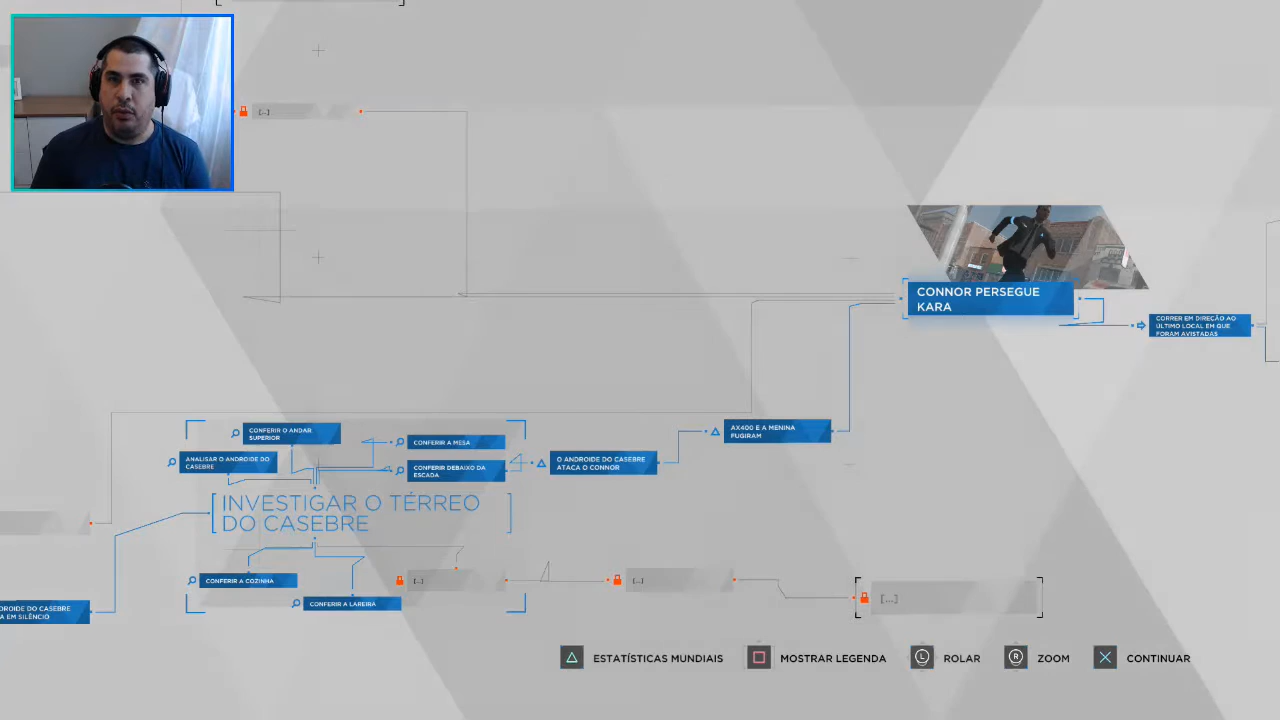 [...]
CONNOR PERSEGUE
KARA
CORRER EM DIREÇÃO AO
ÚLTIMO LOCAL EM QUE
FORAM AVISTADAS
CONFERIR O ANDAR
SUPERIOR
CONFERIR A MESA
AX400 E A MENINA
FUGIRAM
ANALISAR O ANDROIDE DO
CASEBRE
CONFERIR DEBAIXO DA
ESCADA
O ANDROIDE DO CASEBRE
ATACA O CONNOR
INVESTIGAR O TÉRREO
DO CASEBRE
CONFERIR A COZINHA
[...]
[...]
[...]
CONFERIR A LAREIRA
NDROIDE DO CASEBRE
A EM SILÊNCIO
ESTATÍSTICAS MUNDIAIS
MOSTRAR LEGENDA
L ROLAR
R ZOOM
CONTINUAR